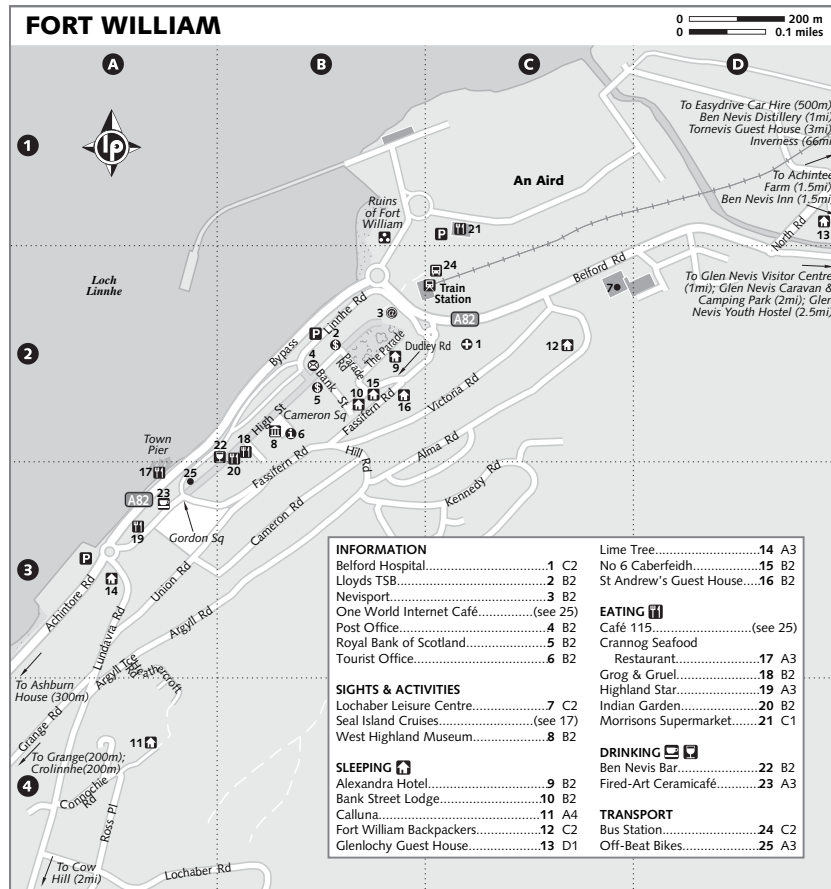 FORT WILLIAM
0 200 m
0 0.1 miles
A
B
C
D
1
2
3
4
lp
To Easydrive Car Hire (500m)
Ben Nevis Distillery (1mi)
Tornevis Guest House (3mi)
Inverness (66mi
To Achintee
Farm (1.5mi)
Ben Nevis Inn (1.5mi)
North Rd
13
An Aird
Ruins
of Fort
William
P
21
24
Train
Station
Belford Rd
7
To Glen Nevis Visitor Centre
(1mi); Glen Nevis Caravan &
Camping Park (2mi); Glen
Nevis Youth Hostel (2.5mi)
Loch
Linnhe
Linnhe Rd
3 @
A82
P
2
$
Bypass
4
Parade
Rd
The Parade
Dudley Rd
1
12
9
Bank St
$
5
15
10
16
Cameron Sq
High St
Fassifern Rd
Victoria Rd
8
i 6
Town
Pier
22
18
20
17
25
Fassifern Rd
Hill Rd
Alma Rd
Kennedy Rd
A82
23
19
Gordon Sq
Cameron Rd
P
14
Union Rd
Achintore Rd
Lundavra Rd
Argyll Rd
Argyll Tce
Heathercroft
Rd
To Ashburn
House (300m)
Grange Rd
11
To Grange(200m);
Crolinnhe(200m)
Connochie
Rd
Ross Pl
To Cow
Hill (2mi)
Lochaber Rd
INFORMATION
Belford Hospital 1 C2
Lloyds TSB 2 B2
Nevisport 3 B2
One World Internet Café (see 25)
Post Office 4 B2
Royal Bank of Scotland 5 B2
Tourist Office 6 B2
SIGHTS & ACTIVITIES
Lochaber Leisure Centre 7 C2
Seal Island Cruises (see 17)
West Highland Museum 8 B2
SLEEPING
Alexandra Hotel 9 B2
Bank Street Lodge 10 B2
Calluna 11 A4
Fort William Backpackers 12 C2
Glenlochy Guest House 13 D1
Lime Tree 14 A3
No 6 Caberfeidh 15 B2
St Andrew's Guest House 16 B2
EATING
Café 115 (see 25)
Crannog Seafood
Restaurant 17 A3
Grog & Gruel 18 B2
Highland Star 19 A3
Indian Garden 20 B2
Morrisons Supermarket 21 C1
DRINKING
Ben Nevis Bar 22 B2
Fired-Art Ceramicafé 23 A3
TRANSPORT
Bus Station 24 C2
Off-Beat Bikes 25 A3